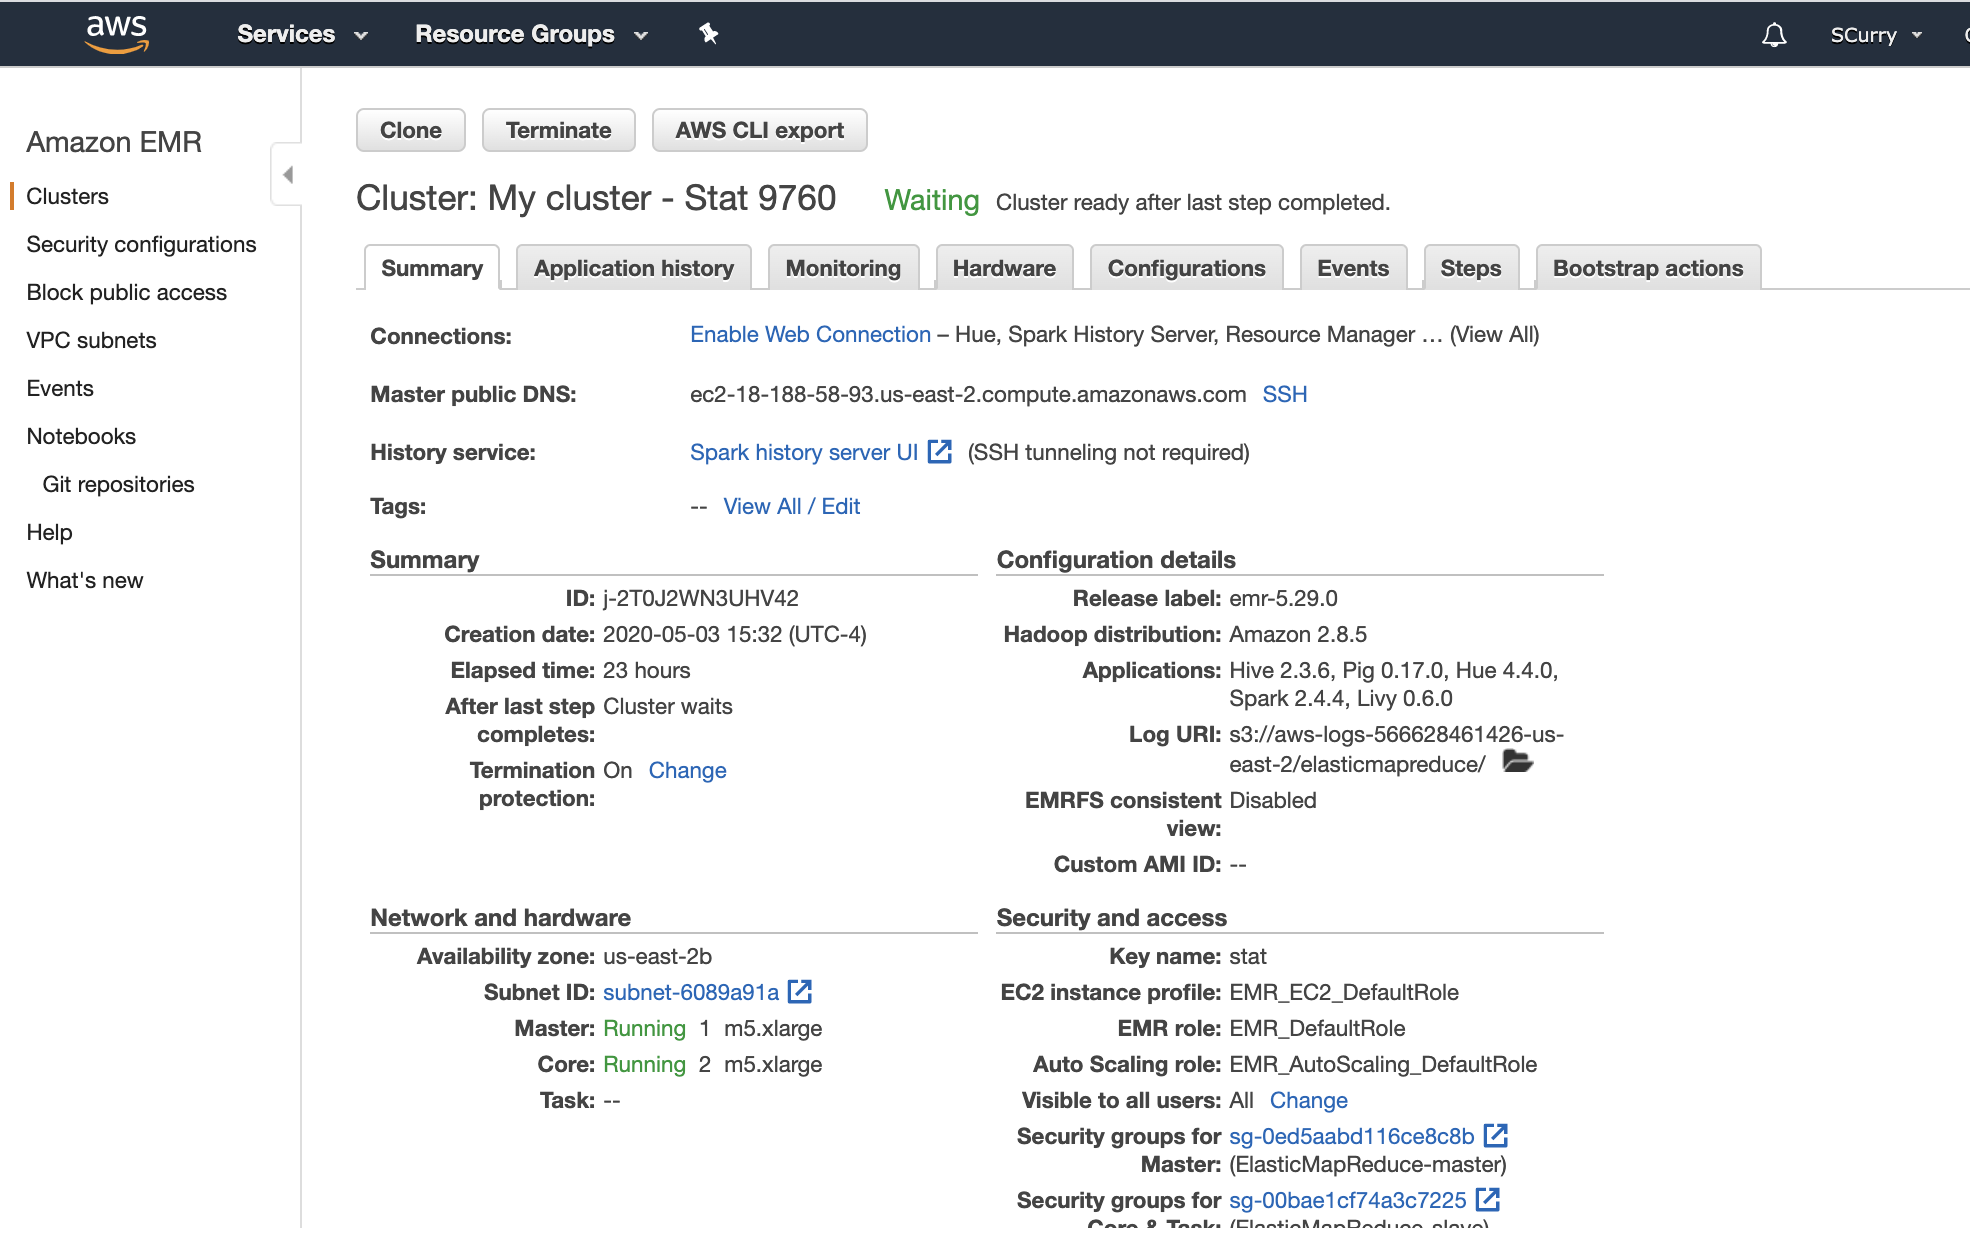 aws Services Resource Groups SCurry
Amazon EMR
Clusters
Security configurations
Block public access
VPC subnets
Events
Notebooks
Git repositories
Help
What's new
Clone Terminate AWS CLI export
Cluster: My cluster - Stat 9760 Waiting Cluster ready after last step completed.
Summary Application history Monitoring Hardware Configurations Events Steps Bootstrap actions
Connections: Enable Web Connection – Hue, Spark History Server, Resource Manager … (View All)
Master public DNS: ec2-18-188-58-93.us-east-2.compute.amazonaws.com SSH
History service: Spark history server UI (SSH tunneling not required)
Tags: -- View All / Edit
Summary
ID: j-2T0J2WN3UHV42
Creation date: 2020-05-03 15:32 (UTC-4)
Elapsed time: 23 hours
After last step Cluster waits
completes:
Termination On Change
protection:
Configuration details
Release label: emr-5.29.0
Hadoop distribution: Amazon 2.8.5
Applications: Hive 2.3.6, Pig 0.17.0, Hue 4.4.0,
Spark 2.4.4, Livy 0.6.0
Log URI: s3://aws-logs-566628461426-us-
east-2/elasticmapreduce/
EMRFS consistent Disabled
view:
Custom AMI ID: --
Network and hardware
Availability zone: us-east-2b
Subnet ID: subnet-6089a91a
Master: Running 1 m5.xlarge
Core: Running 2 m5.xlarge
Task: --
Security and access
Key name: stat
EC2 instance profile: EMR_EC2_DefaultRole
EMR role: EMR_DefaultRole
Auto Scaling role: EMR_AutoScaling_DefaultRole
Visible to all users: All Change
Security groups for sg-0ed5aabd116ce8c8b
Master: (ElasticMapReduce-master)
Security groups for sg-00bae1cf74a3c7225
Core & Task: (ElasticMapReduce-slave)